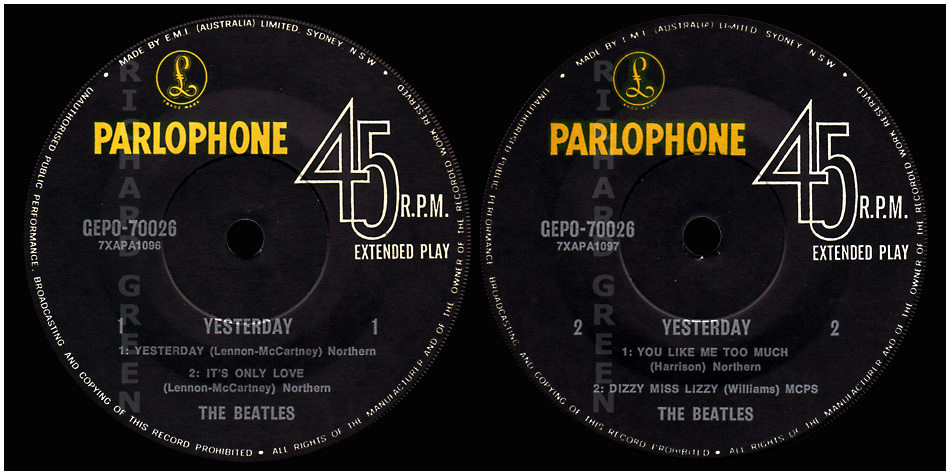 MADE BY E.M.I. (AUSTRALIA) LIMITED. SYDNEY N S W
£
TRADE MARK
PARLOPHONE
45 R.P.M.
EXTENDED PLAY
GEPO-70026
7XAPA1096
1 YESTERDAY 1
1: YESTERDAY (Lennon-McCartney) Northern
2: IT'S ONLY LOVE
(Lennon-McCartney) Northern
THE BEATLES
UNAUTHORISED PUBLIC PERFORMANCE. BROADCASTING AND COPYING OF THIS RECORD PROHIBITED • ALL RIGHTS OF THE MANUFACTURER AND OF THE OWNER OF THE RECORDED WORK RESERVED
RICHARD GREEN
MADE BY E.M.I. (AUSTRALIA) LIMITED. SYDNEY N S W
£
PARLOPHONE
45 R.P.M.
EXTENDED PLAY
GEPO-70026
7XAPA1097
2 YESTERDAY 2
1: YOU LIKE ME TOO MUCH
(Harrison) Northern
2: DIZZY MISS LIZZY (Williams) MCPS
THE BEATLES
UNAUTHORISED PUBLIC PERFORMANCE BROADCASTING AND COPYING OF THIS RECORD PROHIBITED • ALL RIGHTS OF THE MANUFACTURER AND OF THE OWNER OF THE RECORDED WORK RESERVED
RICHARD GREEN